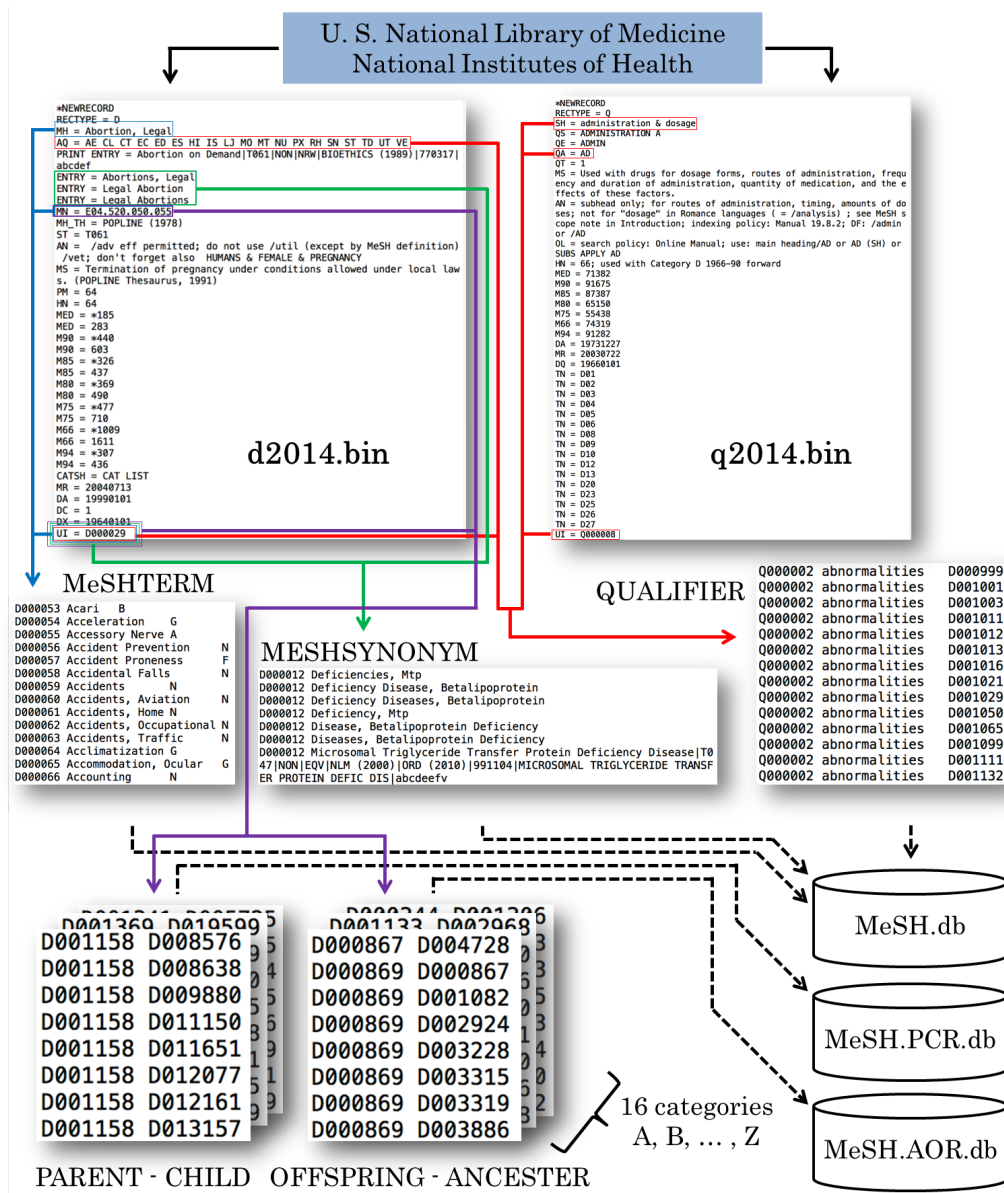 U. S. National Library of Medicine
National Institutes of Health
*NEWRECORD
RECTYPE = D
MH = Abortion, Legal
AQ = AE CL CT EC ED ES HI IS LJ MO MT NU PX RH SN ST TD UT VE
PRINT ENTRY = Abortion on Demand|T061|NON|NRW|BIOETHICS (1989)|770317|
abcdef
ENTRY = Abortions, Legal
ENTRY = Legal Abortion
ENTRY = Legal Abortions
MN = E04.520.050.055
MH_TH = POPLINE (1978)
ST = T061
AN =  /adv eff permitted; do not use /util (except by MeSH definition)
/vet; don't forget also  HUMANS & FEMALE & PREGNANCY
MS = Termination of pregnancy under conditions allowed under local law
s. (POPLINE Thesaurus, 1991)
PM = 64
HN = 64
MED = *185
MED = 283
M90 = *440
M90 = 603
M85 = *326
M85 = 437
M80 = *369
M80 = 490
M75 = *477
M75 = 710
M66 = *1009
M66 = 1611
M94 = *307
M94 = 436
CATSH = CAT LIST
MR = 20040713
DA = 19990101
DC = 1
DX = 19640101
UI = D000029
d2014.bin
*NEWRECORD
RECTYPE = Q
SH = administration & dosage
QS = ADMINISTRATION A
QE = ADMIN
QA = AD
QT = 1
MS = Used with drugs for dosage forms, routes of administration, frequ
ency and duration of administration, quantity of medication, and the e
ffects of these factors.
AN = subhead only; for routes of administration, timing, amounts of do
ses; not for "dosage" in Romance languages ( = /analysis) ; see MeSH s
cope note in Introduction; indexing policy: Manual 19.8.2; DF: /admin
or /AD
OL = search policy: Online Manual; use: main heading/AD or AD (SH) or
SUBS APPLY AD
HN = 66; used with Category D 1966-90 forward
MED = 71382
M90 = 91675
M85 = 87387
M80 = 65150
M75 = 55438
M66 = 74319
M94 = 91282
DA = 19731227
MR = 20030722
DQ = 19660101
TN = D01
TN = D02
TN = D03
TN = D04
TN = D05
TN = D06
TN = D08
TN = D09
TN = D10
TN = D12
TN = D13
TN = D20
TN = D23
TN = D25
TN = D26
TN = D27
UI = Q000008
q2014.bin
MeSHTERM
D000053 Acari   B
D000054 Acceleration   G
D000055 Accessory Nerve A
D000056 Accident Prevention   N
D000057 Accident Proneness   F
D000058 Accidental Falls   N
D000059 Accidents   N
D000060 Accidents, Aviation   N
D000061 Accidents, Home N
D000062 Accidents, Occupational N
D000063 Accidents, Traffic   N
D000064 Acclimatization G
D000065 Accommodation, Ocular   G
D000066 Accounting   N
MESHSYNONYM
D000012 Deficiencies, Mtp
D000012 Deficiency Disease, Betalipoprotein
D000012 Deficiency Diseases, Betalipoprotein
D000012 Deficiency, Mtp
D000012 Disease, Betalipoprotein Deficiency
D000012 Diseases, Betalipoprotein Deficiency
D000012 Microsomal Triglyceride Transfer Protein Deficiency Disease|T0
47|NON|EQV|NLM (2000)|ORD (2010)|991104|MICROSOMAL TRIGLYCERIDE TRANSF
ER PROTEIN DEFIC DIS|abcdeefv
QUALIFIER
Q000002 abnormalities   D000999
Q000002 abnormalities   D001001
Q000002 abnormalities   D001003
Q000002 abnormalities   D001011
Q000002 abnormalities   D001012
Q000002 abnormalities   D001013
Q000002 abnormalities   D001016
Q000002 abnormalities   D001021
Q000002 abnormalities   D001029
Q000002 abnormalities   D001050
Q000002 abnormalities   D001065
Q000002 abnormalities   D001099
Q000002 abnormalities   D001111
Q000002 abnormalities   D001132
D001369 D019599
D001158 D008576
D001158 D008638
D001158 D009880
D001158 D011150
D001158 D011651
D001158 D012077
D001158 D012161
D001158 D013157
PARENT - CHILD
D001133 D002968
D000867 D004728
D000869 D000867
D000869 D001082
D000869 D002924
D000869 D003228
D000869 D003315
D000869 D003319
D000869 D003886
OFFSPRING - ANCESTER
16 categories
A, B, ... , Z
MeSH.db
MeSH.PCR.db
MeSH.AOR.db